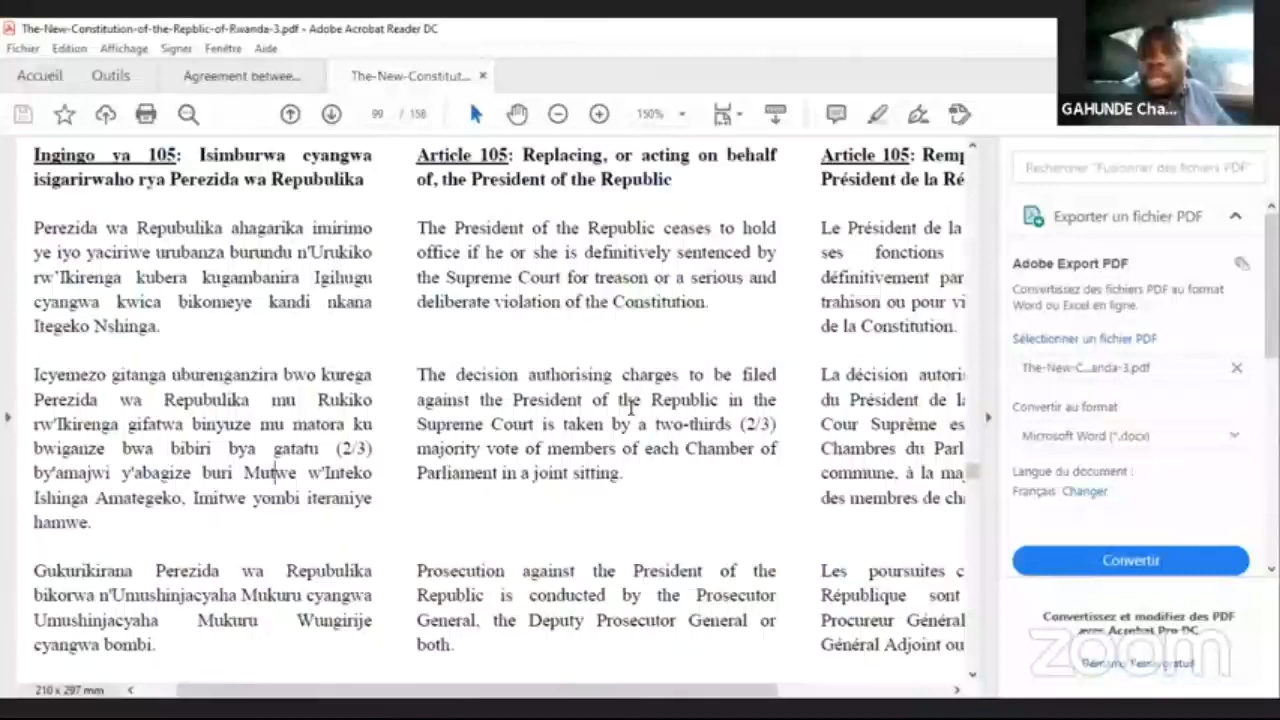 The-New-Constitution-of-the-Repblic-of-Rwanda-3.pdf - Adobe Acrobat Reader DC
Fichier Edition Affichage Signer Fenêtre Aide
Accueil Outils Agreement betwee... The-New-Constitut... ×
99 / 158 150%
GAHUNDE Cha...
Ingingo ya 105: Isimburwa cyangwa
isigarirwaho rya Perezida wa Repubulika
Perezida wa Repubulika ahagarika imirimo
ye iyo yaciriwe urubanza burundu n'Urukiko
rw'Ikirenga kubera kugambanira Igihugu
cyangwa kwica bikomeye kandi nkana
Itegeko Nshinga.
Icyemezo gitanga uburenganzira bwo kurega
Perezida wa Repubulika mu Rukiko
rw'Ikirenga gifatwa binyuze mu matora ku
bwiganze bwa bibiri bya gatatu (2/3)
by'amajwi y'abagize buri Mutwe w'Inteko
Ishinga Amategeko, Imitwe yombi iteraniye
hamwe.
Gukurikirana Perezida wa Repubulika
bikorwa n'Umushinjacyaha Mukuru cyangwa
Umushinjacyaha Mukuru Wungirije
cyangwa bombi.
Article 105: Replacing, or acting on behalf
of, the President of the Republic
The President of the Republic ceases to hold
office if he or she is definitively sentenced by
the Supreme Court for treason or a serious and
deliberate violation of the Constitution.
The decision authorising charges to be filed
against the President of the Republic in the
Supreme Court is taken by a two-thirds (2/3)
majority vote of members of each Chamber of
Parliament in a joint sitting.
Prosecution against the President of the
Republic is conducted by the Prosecutor
General, the Deputy Prosecutor General or
both.
Article 105: Remp
Président de la Ré
Le Président de la
ses fonctions
définitivement par
trahison ou pour vi
de la Constitution.
La décision autori
du Président de la
Cour Suprême es
Chambres du Parl
commune, à la maj
des membres de ch
Les poursuites c
République sont
Procureur Général
Général Adjoint ou
Rechercher "Fusionner des fichiers PDF"
Exporter un fichier PDF
Adobe Export PDF
Convertissez des fichiers PDF au format
Word ou Excel en ligne.
Sélectionner un fichier PDF
The-New-C...anda-3.pdf ×
Convertir au format
Microsoft Word (*.docx)
Langue du document :
Français Changer
Convertir
Convertissez et modifiez des PDF
avec Acrobat Pro DC
zoom
210 x 297 mm